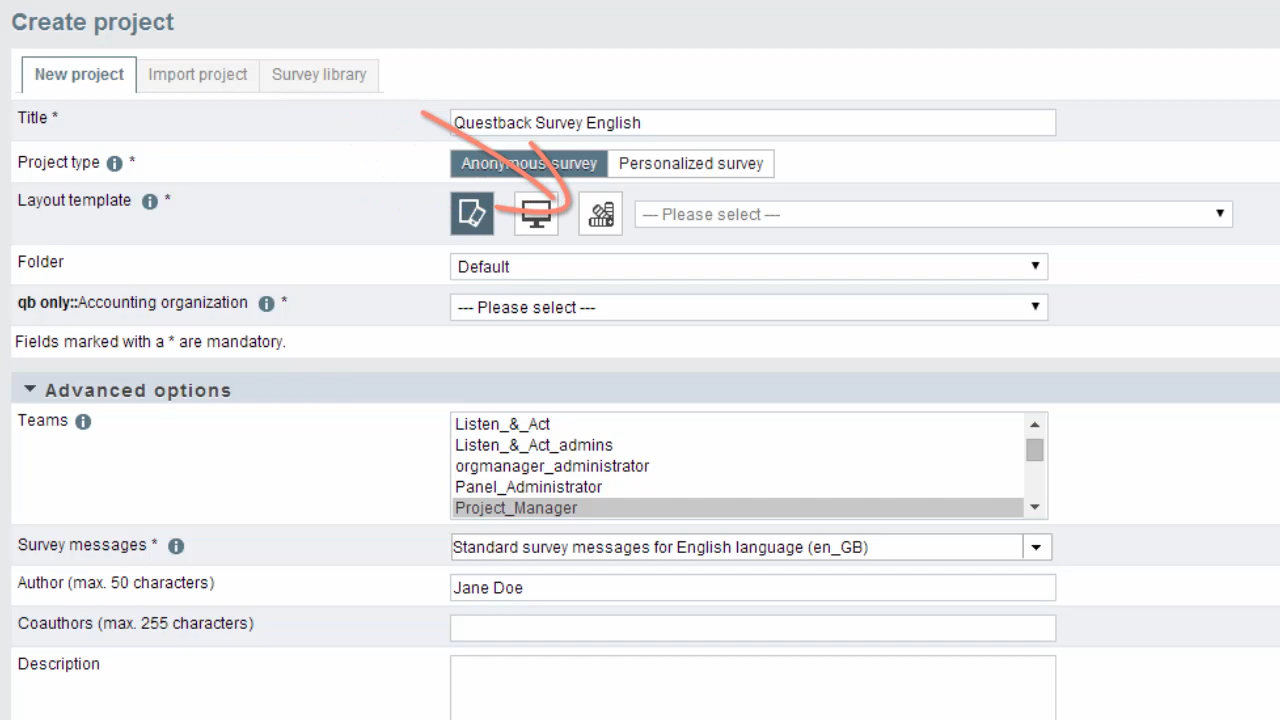 Create project
New project Import project Survey library
Title * Questback Survey English
Project type * Anonymous survey Personalized survey
Layout template * --- Please select ---
Folder Default
qb only::Accounting organization * --- Please select ---
Fields marked with a * are mandatory.
Advanced options
Teams Listen_&_Act
Listen_&_Act_admins
orgmanager_administrator
Panel_Administrator
Project_Manager
Survey messages * Standard survey messages for English language (en_GB)
Author (max. 50 characters) Jane Doe
Coauthors (max. 255 characters)
Description